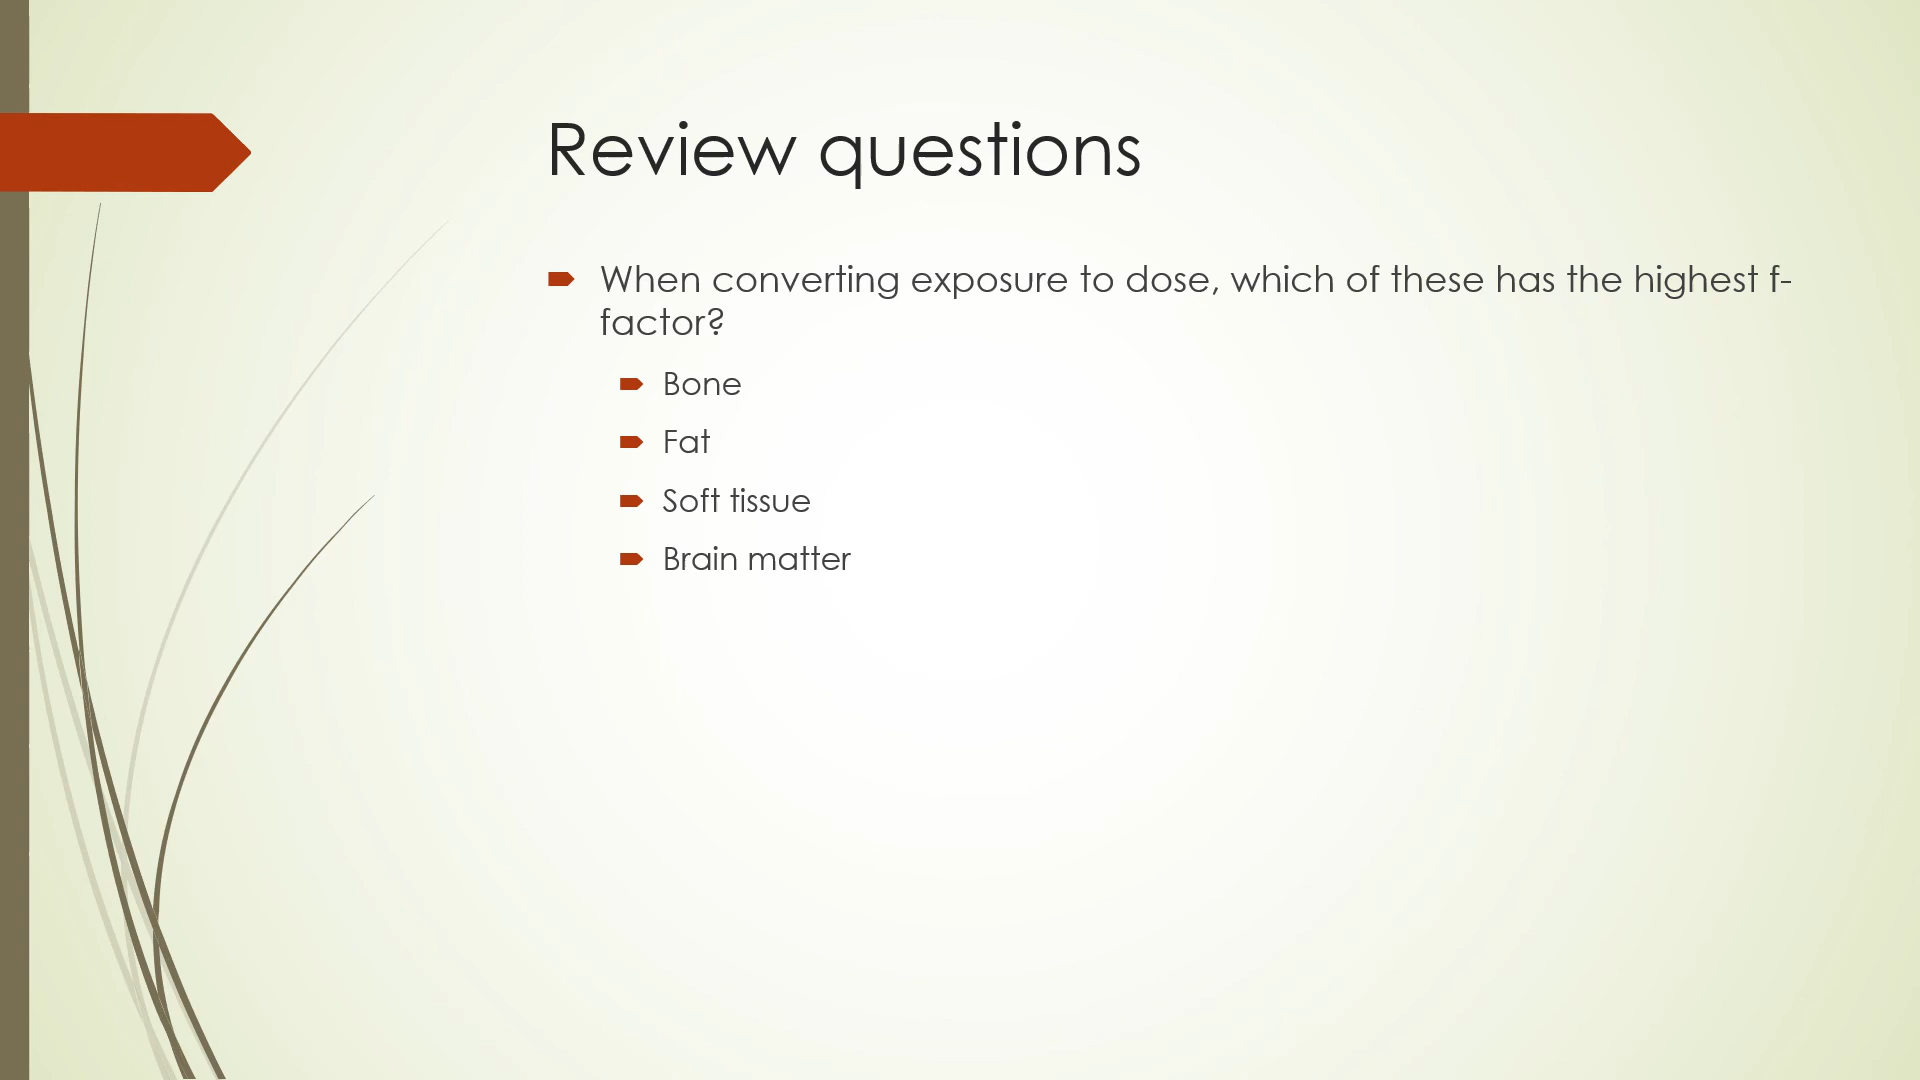 Review questions
When converting exposure to dose, which of these has the highest f-
factor?
Bone
Fat
Soft tissue
Brain matter